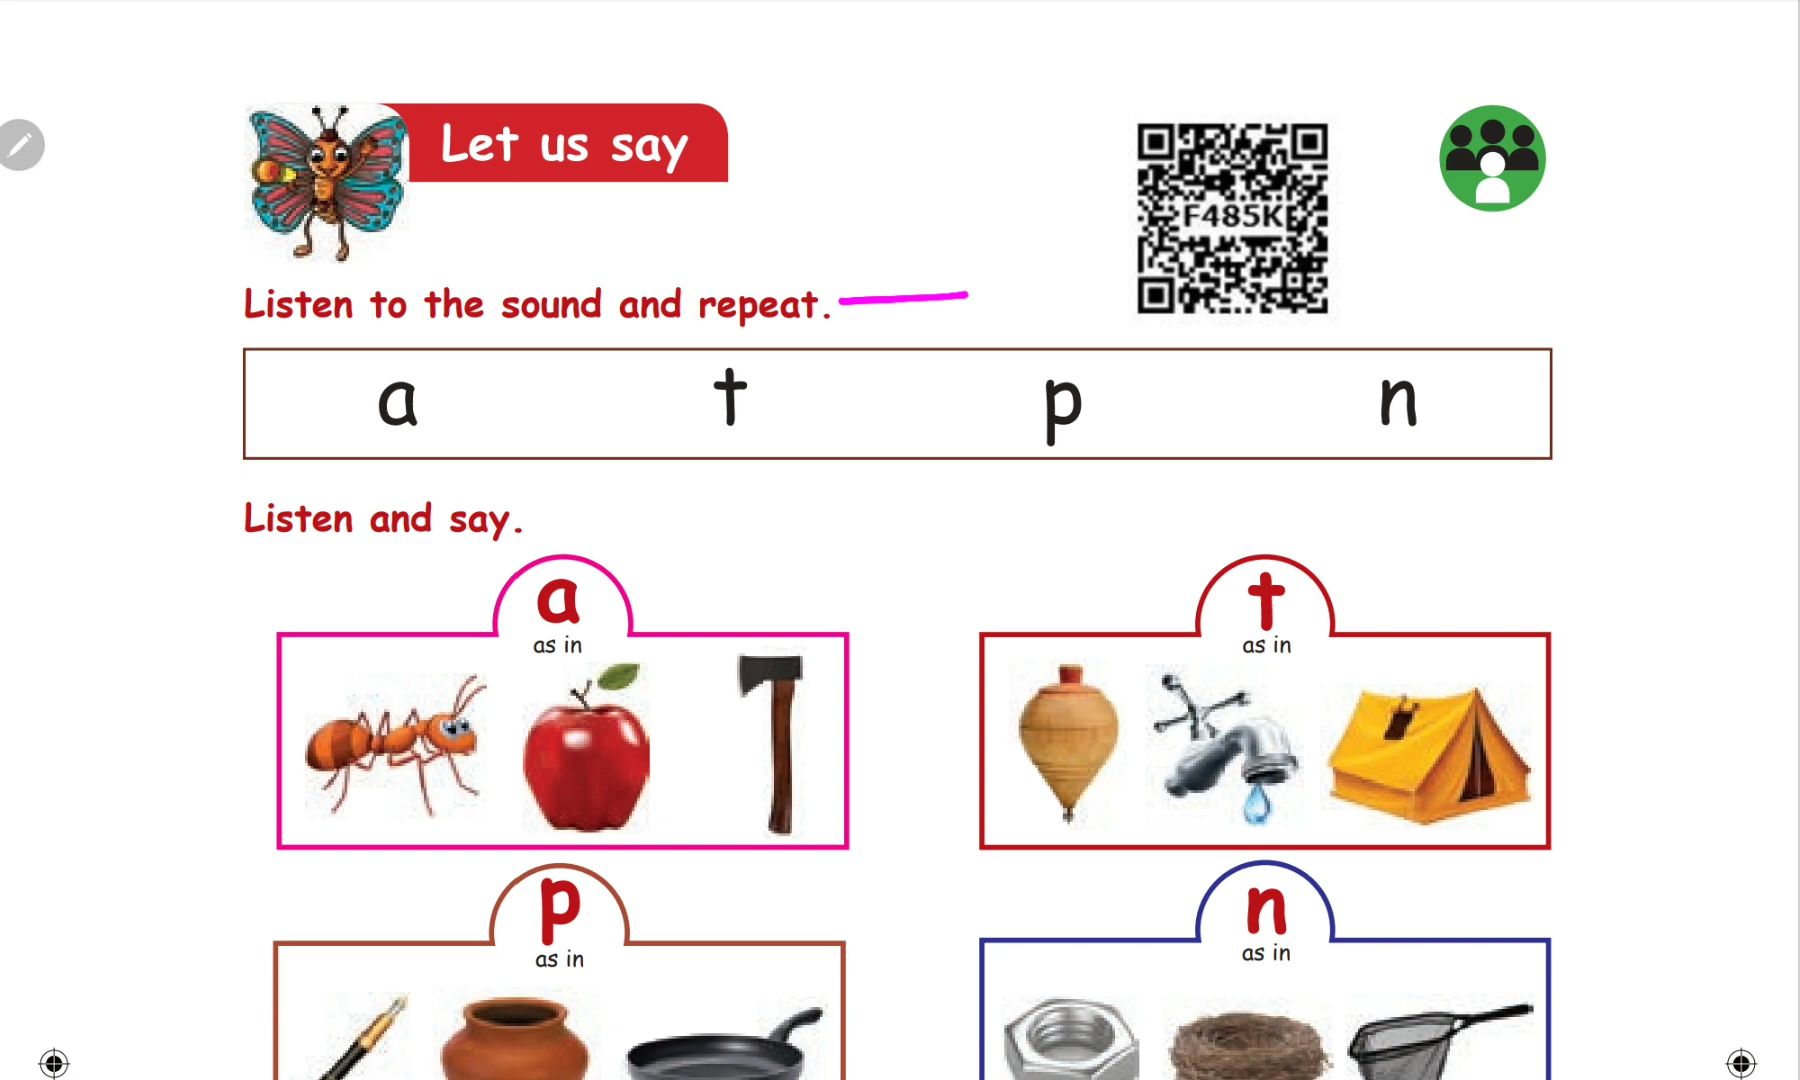 Let us say
F485K
Listen to the sound and repeat.
a t p n
Listen and say.
a
as in
t
as in
p
as in
n
as in